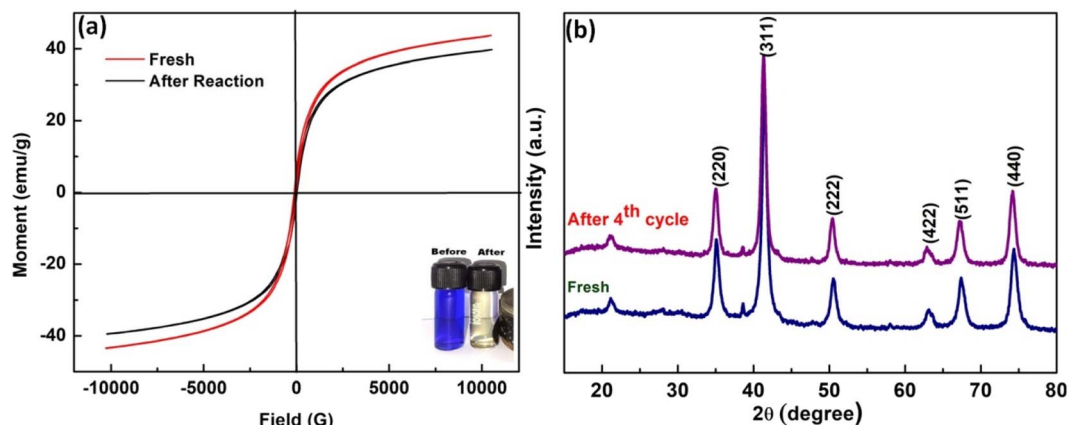 (a)
Fresh
After Reaction
Moment (emu/g)
40
20
0
-20
-40
Before After
-10000 -5000 0 5000 10000
Field (G)
(b)
Intensity (a.u.)
(220)
(311)
(222)
(422)
(511)
(440)
After 4th cycle
Fresh
20 30 40 50 60 70 80
2θ (degree)